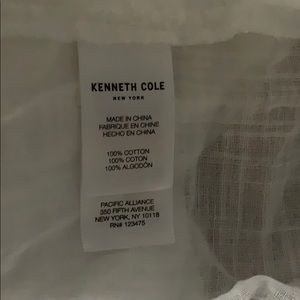 KENNETH COLE
NEW YORK
MADE IN CHINA
FABRIQUE EN CHINE
HECHO EN CHINA
100% COTTON
100% COTON
100% ALGODÓN
PACIFIC ALLIANCE
350 FIFTH AVENUE
NEW YORK, NY 10118
RN# 123475